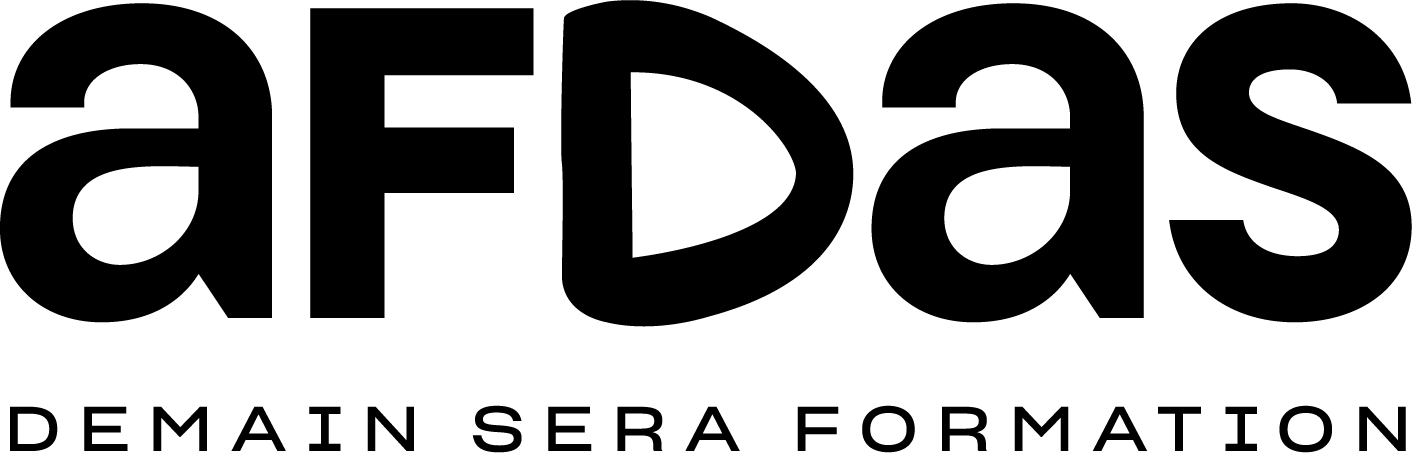 aFDas
DEMAIN SERA FORMATION